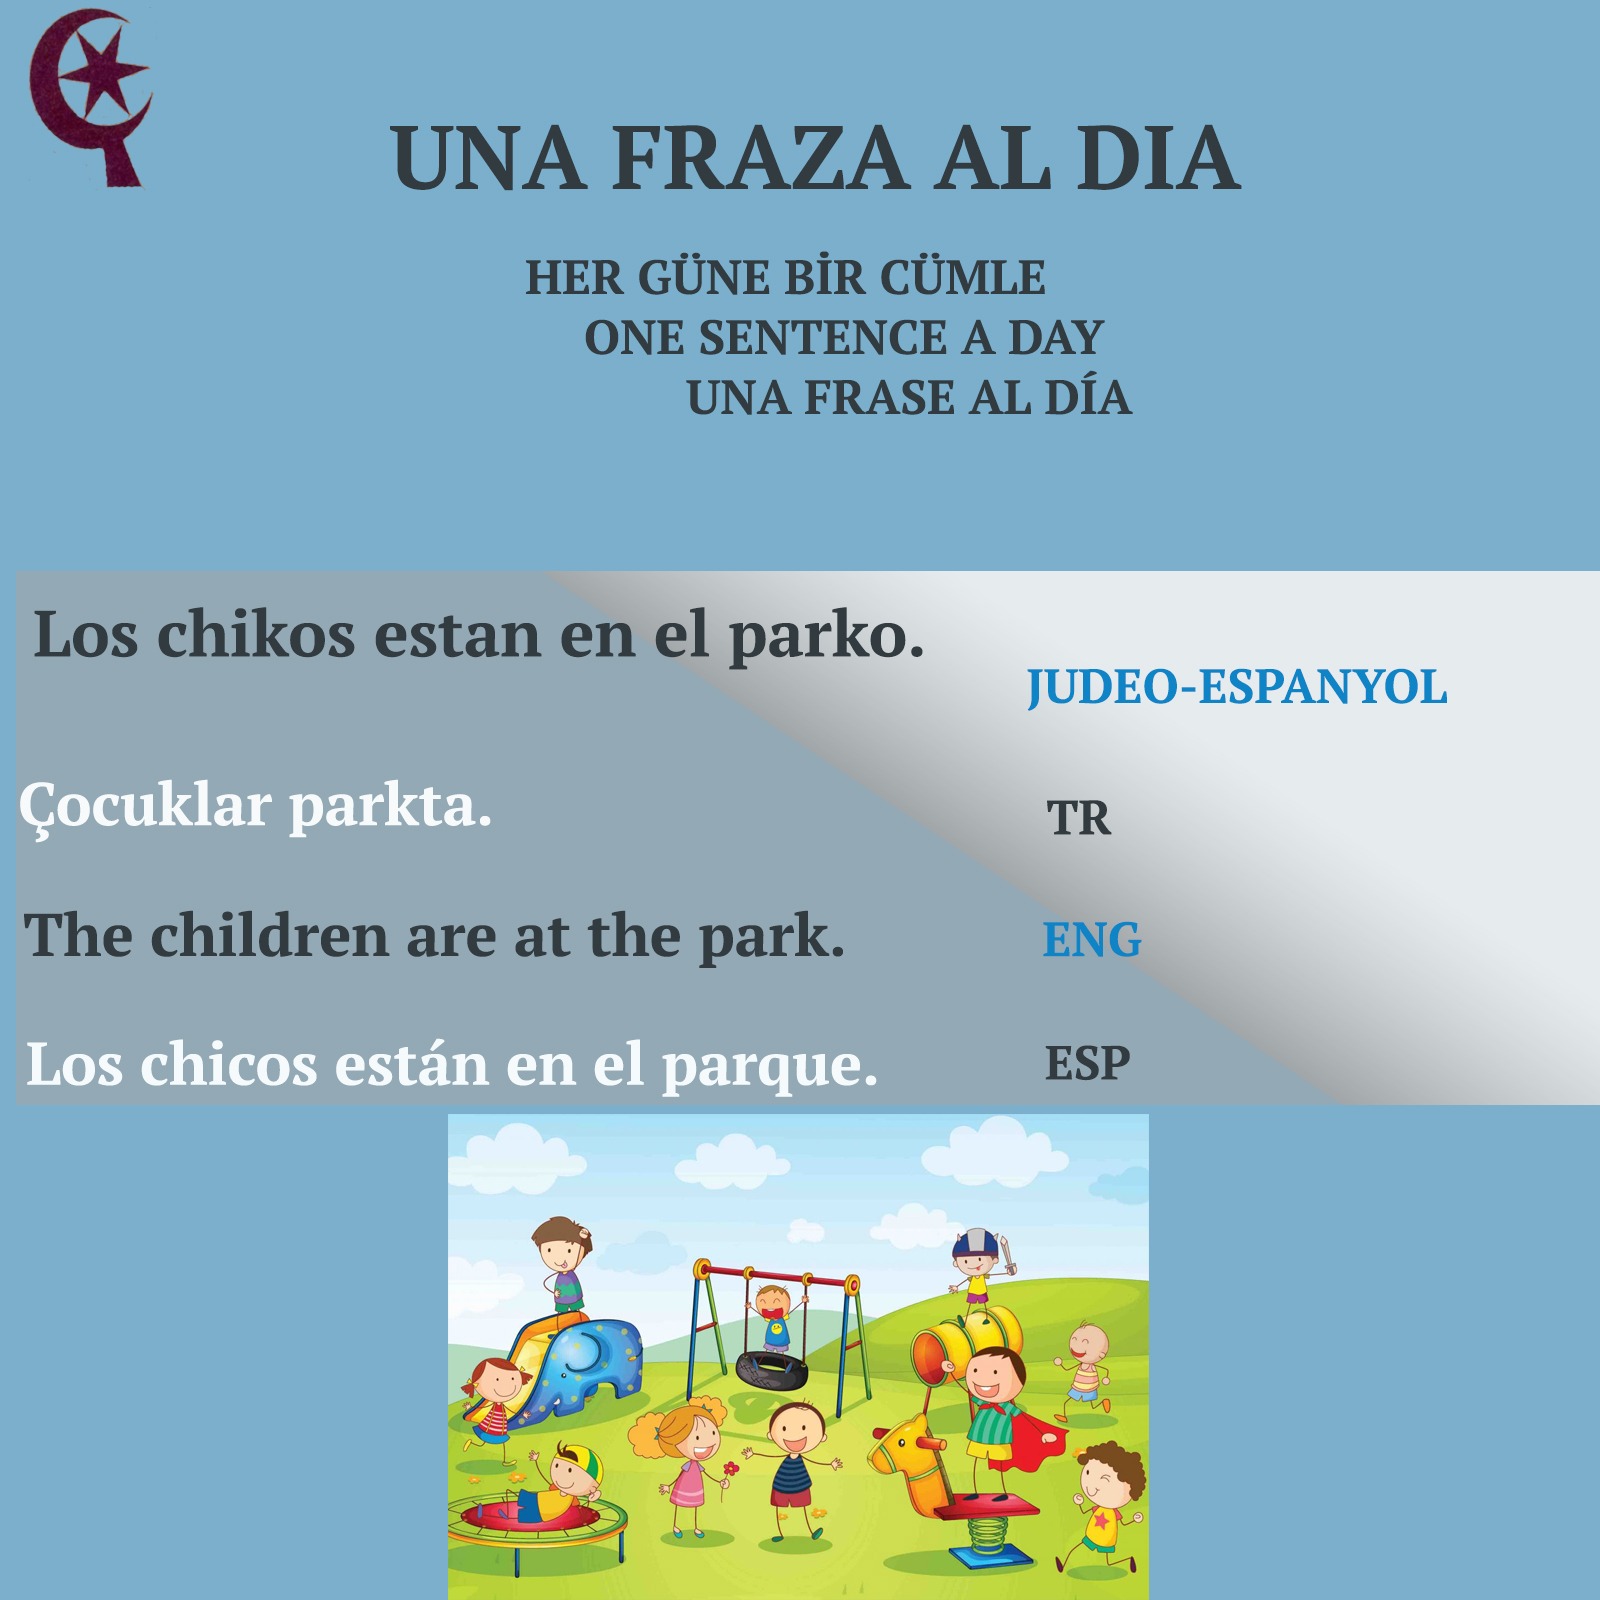 UNA FRAZA AL DIA
HER GÜNE BİR CÜMLE
ONE SENTENCE A DAY
UNA FRASE AL DÍA
Los chikos estan en el parko.
JUDEO-ESPANYOL
Çocuklar parkta.
TR
The children are at the park.
ENG
Los chicos están en el parque.
ESP